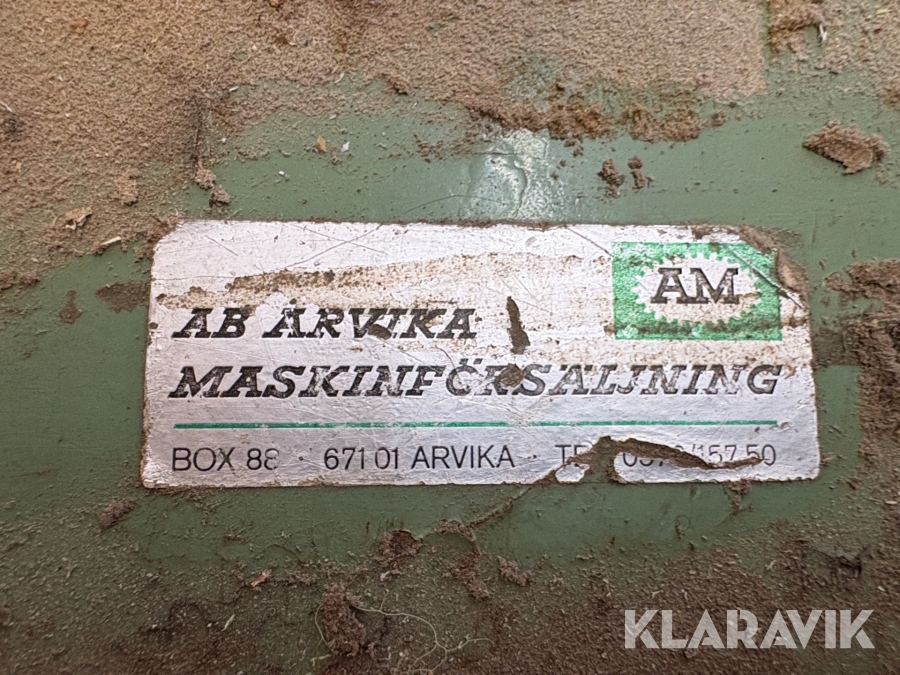 AM
AB ARVIKA
MASKINFÖRSÄLJNING
BOX 88 · 671 01 ARVIKA ·
KLARAVIK